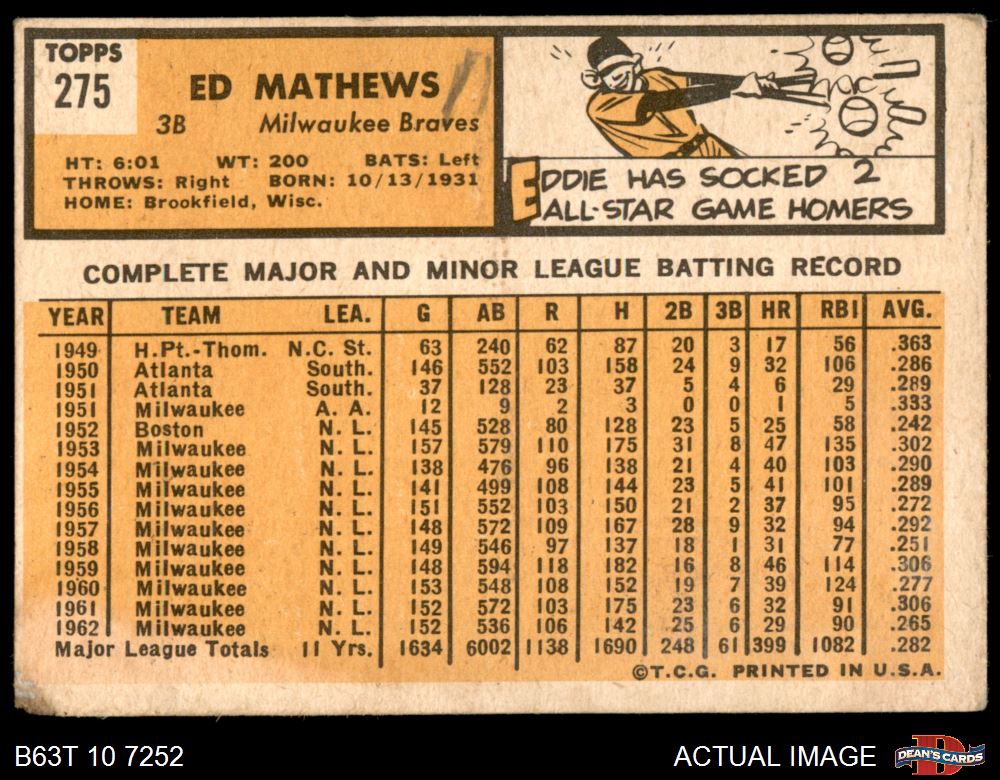 TOPPS
275
ED MATHEWS
3B Milwaukee Braves
HT: 6:01 WT: 200 BATS: Left
THROWS: Right BORN: 10/13/1931
HOME: Brookfield, Wisc.
EDDIE HAS SOCKED 2
ALL-STAR GAME HOMERS
COMPLETE MAJOR AND MINOR LEAGUE BATTING RECORD
YEAR TEAM LEA. G AB R H 2B 3B HR RBI AVG.
1949 H.Pt.-Thom. N.C. St. 63 240 62 87 20 3 17 56 .363
1950 Atlanta South. 146 552 103 158 24 9 32 106 .286
1951 Atlanta South. 37 128 23 37 5 4 6 29 .289
1951 Milwaukee A. A. 12 9 2 3 0 0 1 5 .333
1952 Boston N. L. 145 528 80 128 23 5 25 58 .242
1953 Milwaukee N. L. 157 579 110 175 31 8 47 135 .302
1954 Milwaukee N. L. 138 476 96 138 21 4 40 103 .290
1955 Milwaukee N. L. 141 499 108 144 23 5 41 101 .289
1956 Milwaukee N. L. 151 552 103 150 21 2 37 95 .272
1957 Milwaukee N. L. 148 572 109 167 28 9 32 94 .292
1958 Milwaukee N. L. 149 546 97 137 18 1 31 77 .251
1959 Milwaukee N. L. 148 594 118 182 16 8 46 114 .306
1960 Milwaukee N. L. 153 548 108 152 19 7 39 124 .277
1961 Milwaukee N. L. 152 572 103 175 23 6 32 91 .306
1962 Milwaukee N. L. 152 536 106 142 25 6 29 90 .265
Major League Totals 11 Yrs. 1634 6002 1138 1690 248 61 399 1082 .282
©T.C.G. PRINTED IN U.S.A.
B63T 10 7252 ACTUAL IMAGE DEAN'S CARDS